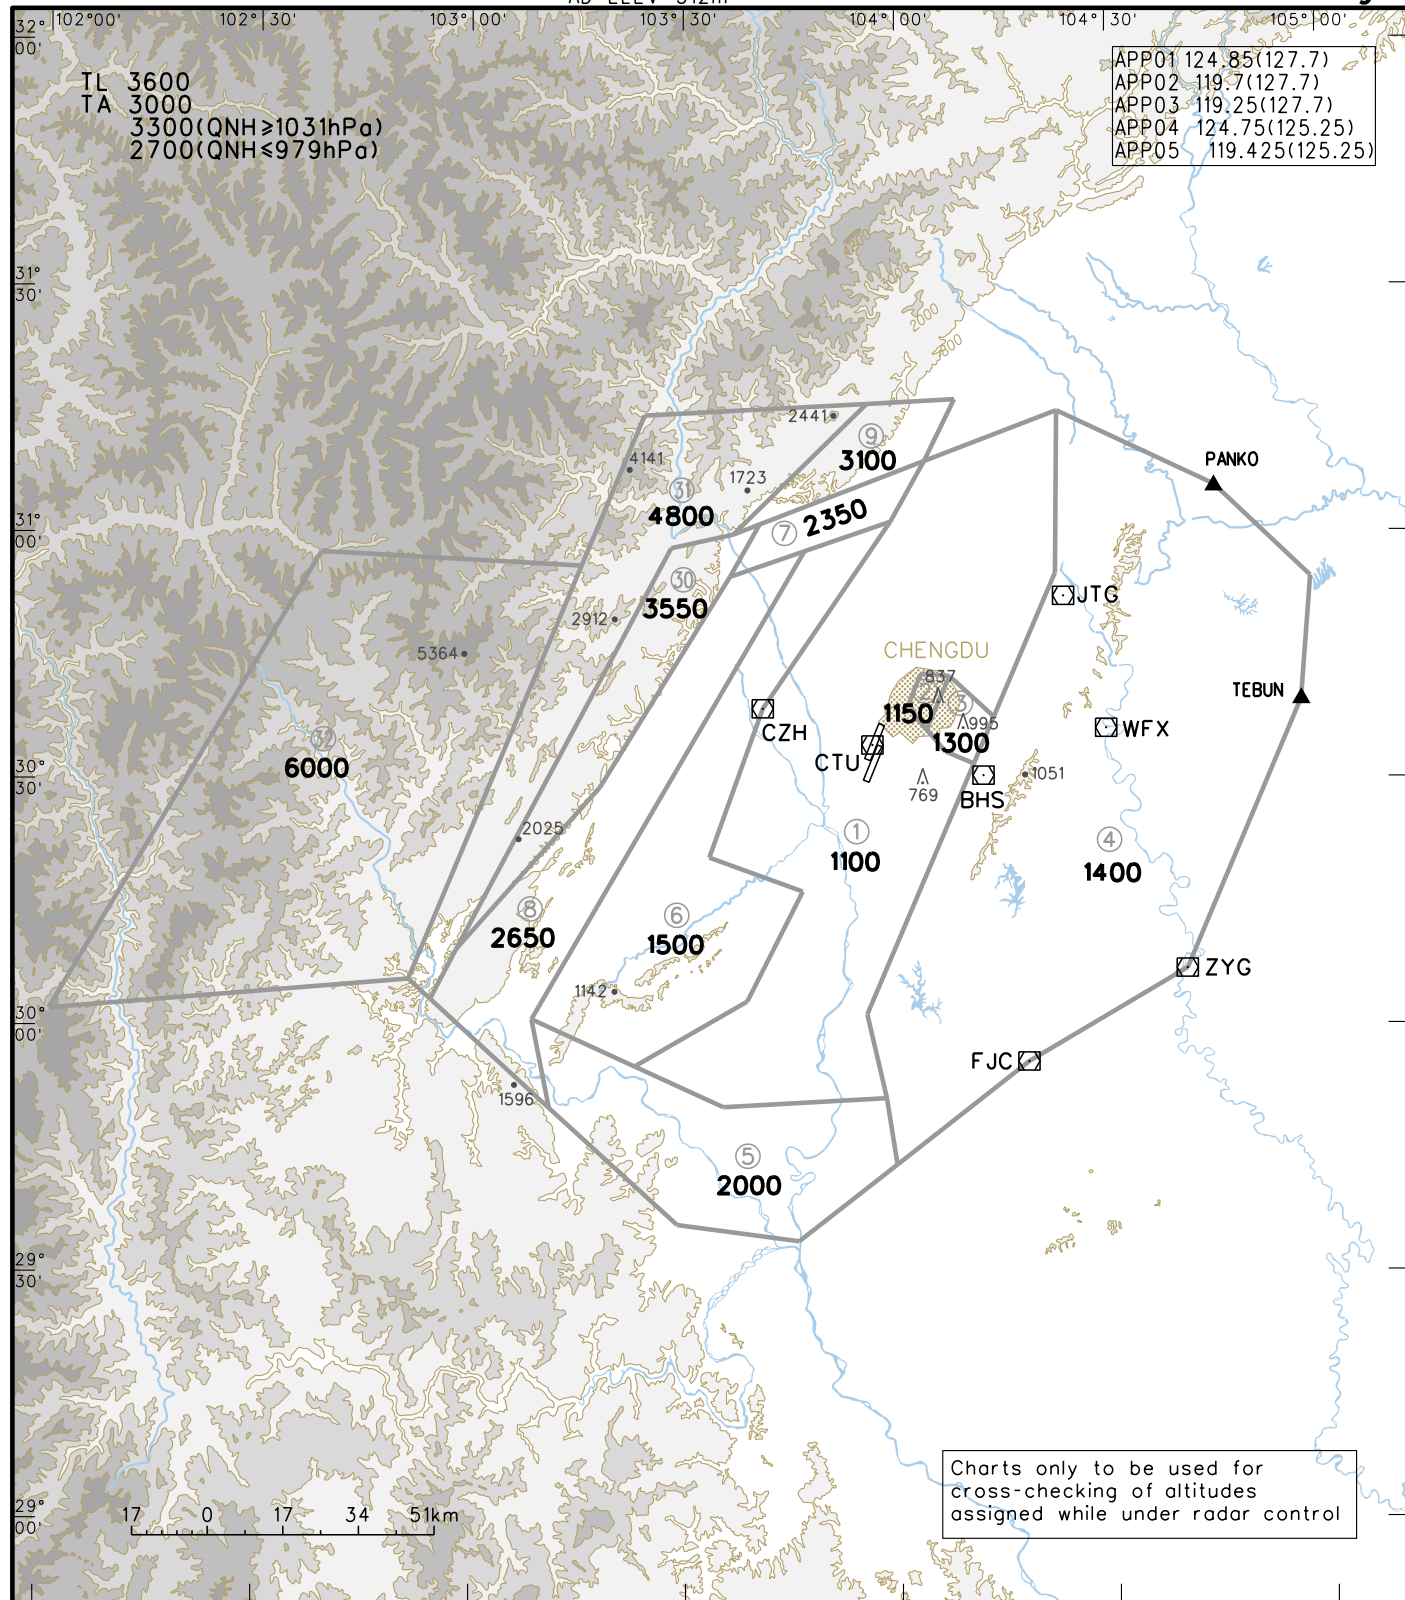 102°00'
102°30'
103°00'
103°30'
104°00'
104°30'
105°00'
32°
00'
TL 3600
TA 3000
3300(QNH≥1031hPa)
2700(QNH≤979hPa)
APP01 124.85(127.7)
APP02 119.7(127.7)
APP03 119.25(127.7)
APP04 124.75(125.25)
APP05 119.425(125.25)
31°
30'
2000
800
2441
9
3100
4141
1723
31
4800
PANKO
31°
00'
7
2350
30
3550
2912
5364
JTG
CHENGDU
837
TEBUN
2
3
1150
995
1300
CZH
WFX
CTU
32
6000
30°
30'
769
BHS
1051
2025
1
1100
4
1400
8
2650
6
1500
ZYG
1142
30°
00'
FJC
1596
5
2000
29°
30'
Charts only to be used for
cross-checking of altitudes
assigned while under radar control
29°
00'
17 0 17 34 51km